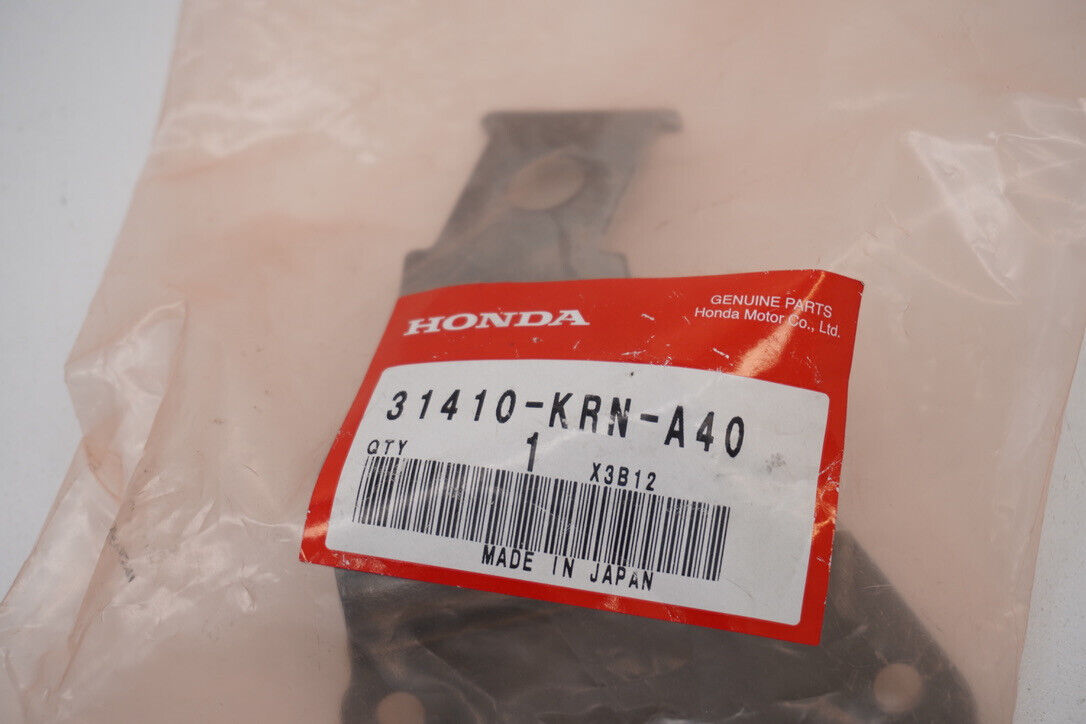 HONDA
GENUINE PARTS
Honda Motor Co., Ltd.
31410-KRN-A40
QTY 1 X3B12
MADE IN JAPAN